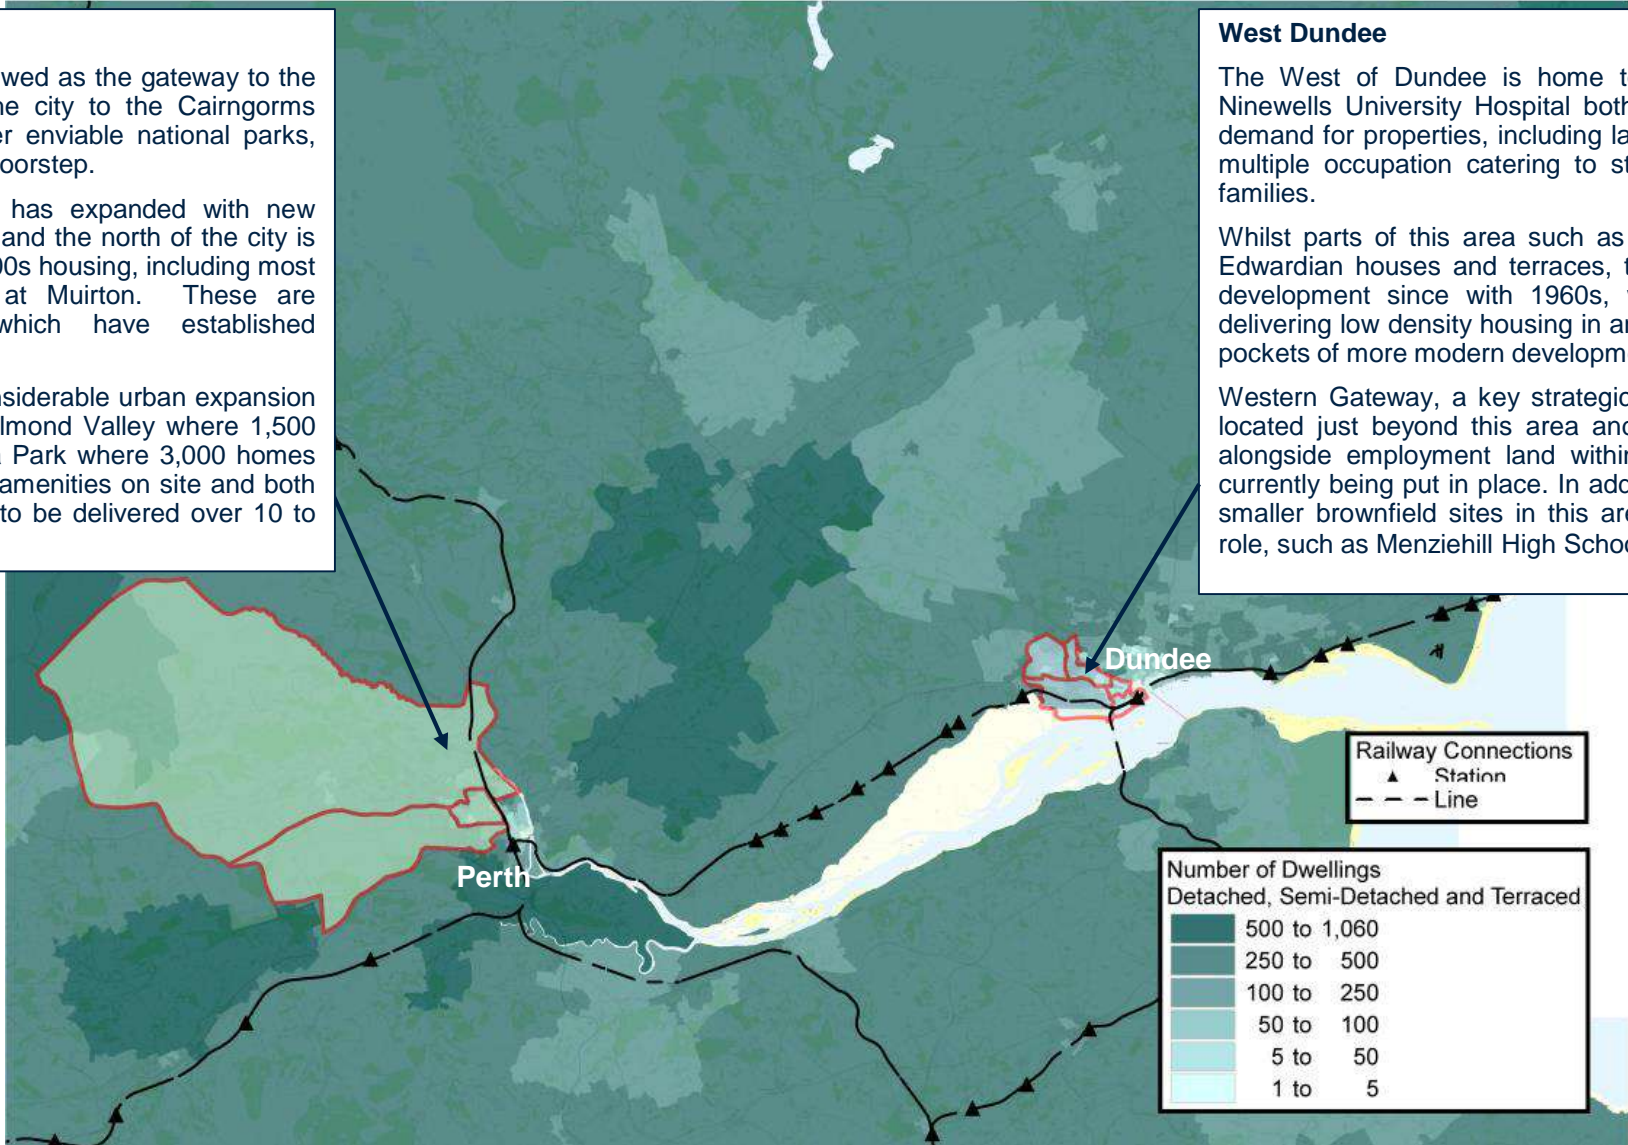 wed as the gateway to the
e city to the Cairngorms
er enviable national parks,
oorstep.
has expanded with new
and the north of the city is
00s housing, including most
at Muirton. These are
which have established
nsiderable urban expansion
lmond Valley where 1,500
Park where 3,000 homes
amenities on site and both
to be delivered over 10 to
West Dundee
The West of Dundee is home t
Ninewells University Hospital both
demand for properties, including la
multiple occupation catering to st
families.
Whilst parts of this area such as
Edwardian houses and terraces, t
development since with 1960s,
delivering low density housing in ar
pockets of more modern developm
Western Gateway, a key strategic
located just beyond this area and
alongside employment land within
currently being put in place. In add
smaller brownfield sites in this are
role, such as Menziehill High Schoo
Dundee
Perth
Railway Connections
Station
Line
Number of Dwellings
Detached, Semi-Detached and Terraced
500 to 1,060
250 to 500
100 to 250
50 to 100
5 to 50
1 to 5